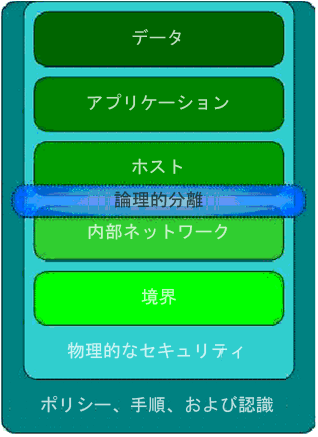 データ
アプリケーション
ホスト
論理的分離
内部ネットワーク
境界
物理的なセキュリティ
ポリシー、手順、および認識